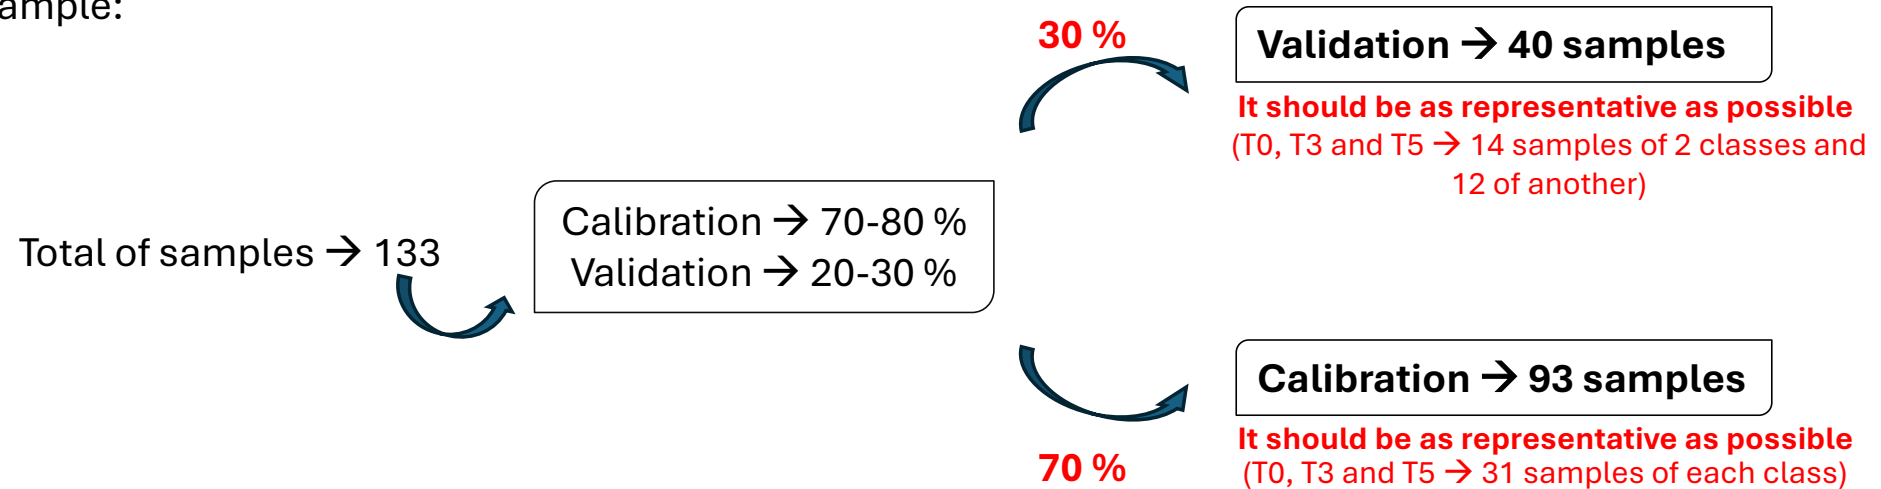 ample:
30 %
Validation → 40 samples
It should be as representative as possible
(T0, T3 and T5 → 14 samples of 2 classes and
12 of another)
Total of samples → 133
Calibration → 70-80 %
Validation → 20-30 %
Calibration → 93 samples
It should be as representative as possible
(T0, T3 and T5 → 31 samples of each class)
70 %